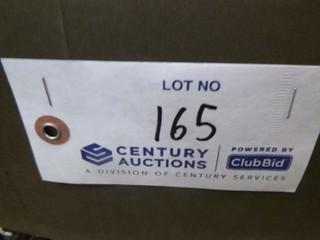 LOT NO
165
CENTURY AUCTIONS
POWERED BY
ClubBid
A DIVISION OF CENTURY SERVICES